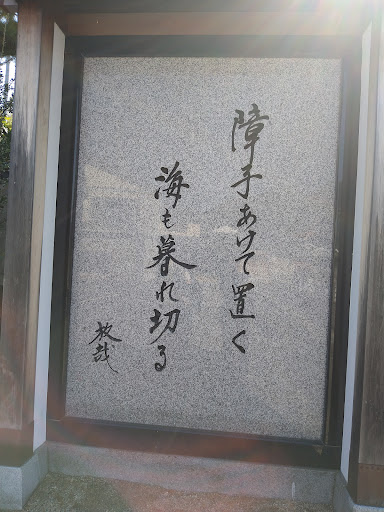 障子あけて置く
海も暮れ切る
放哉